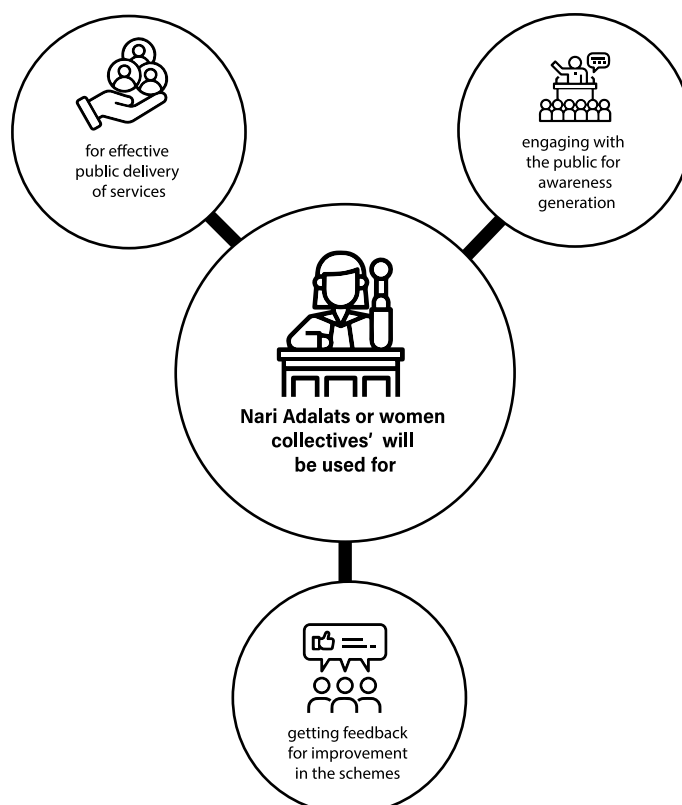 for effective
public delivery
of services
engaging with
the public for
awareness
generation
Nari Adalats or women
collectives’ will
be used for
getting feedback
for improvement
in the schemes